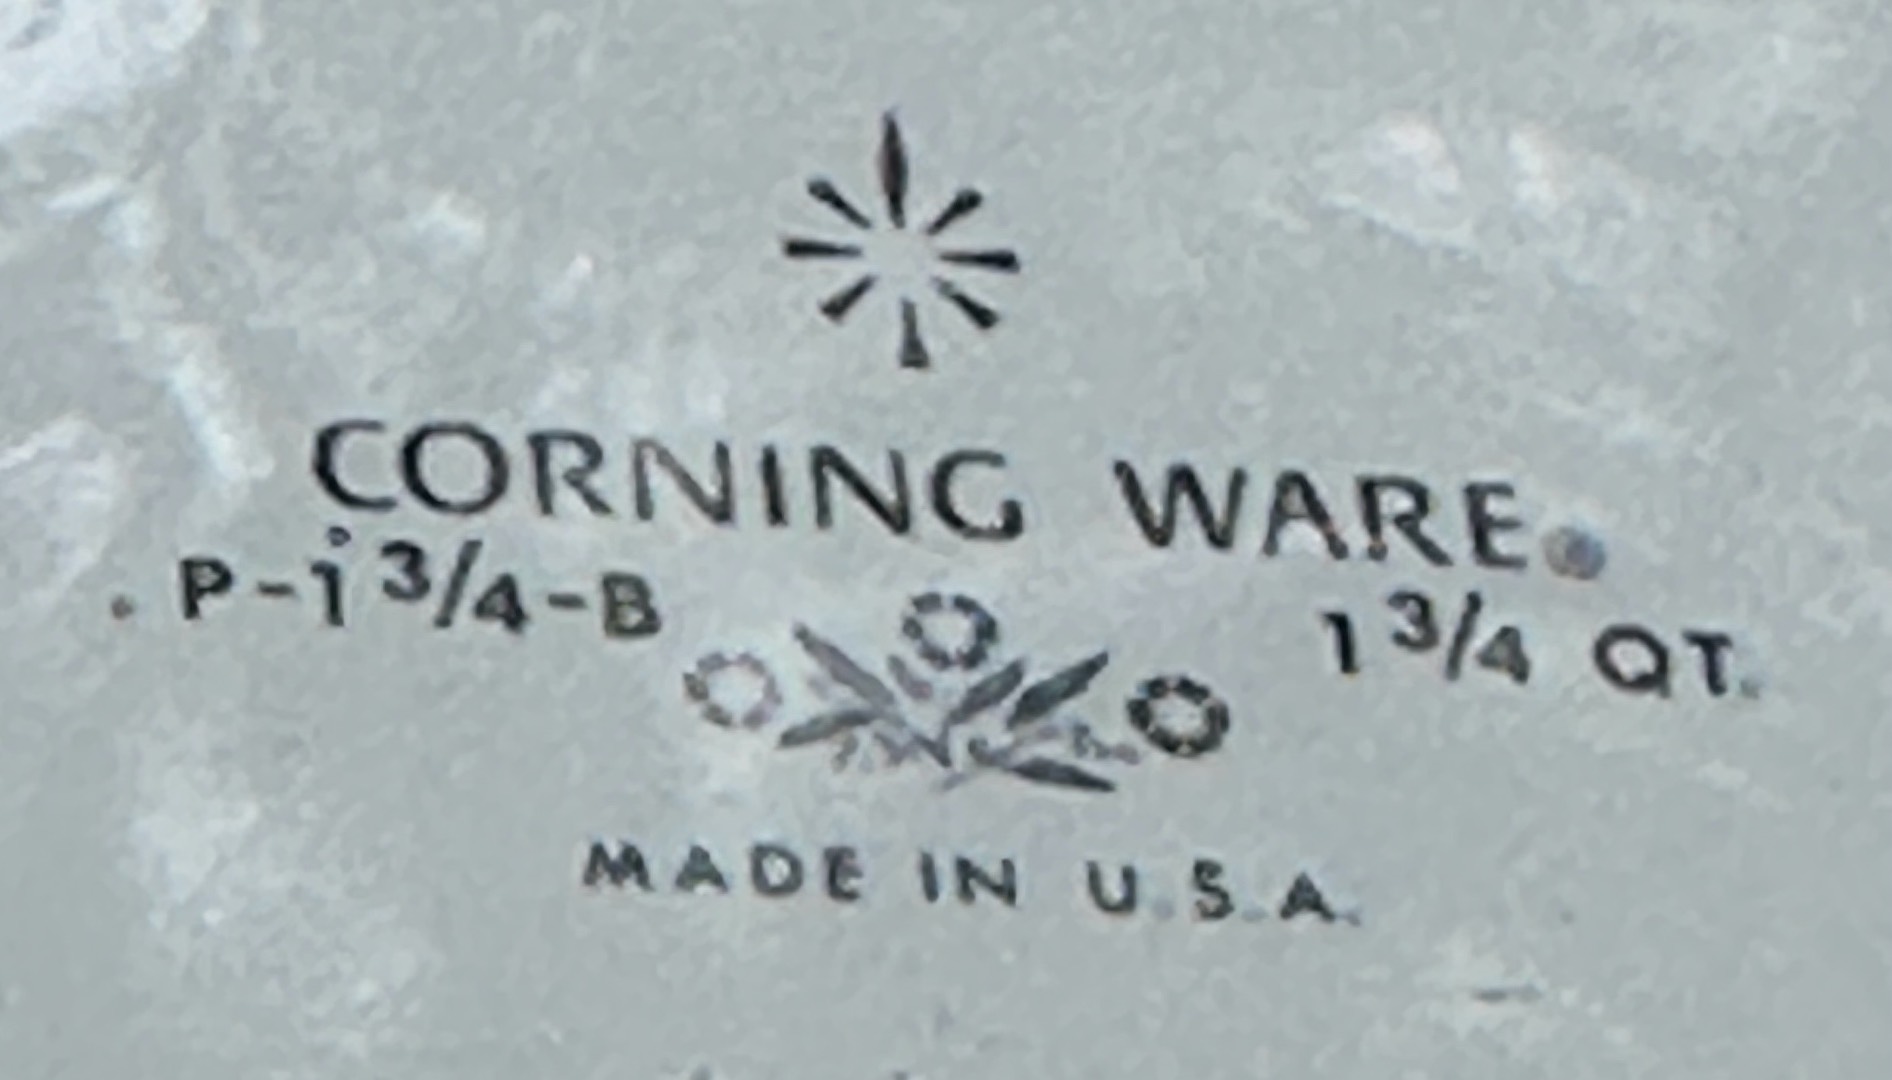 CORNING WARE®
P-1 3/4-B
1 3/4 QT.
MADE IN U.S.A.